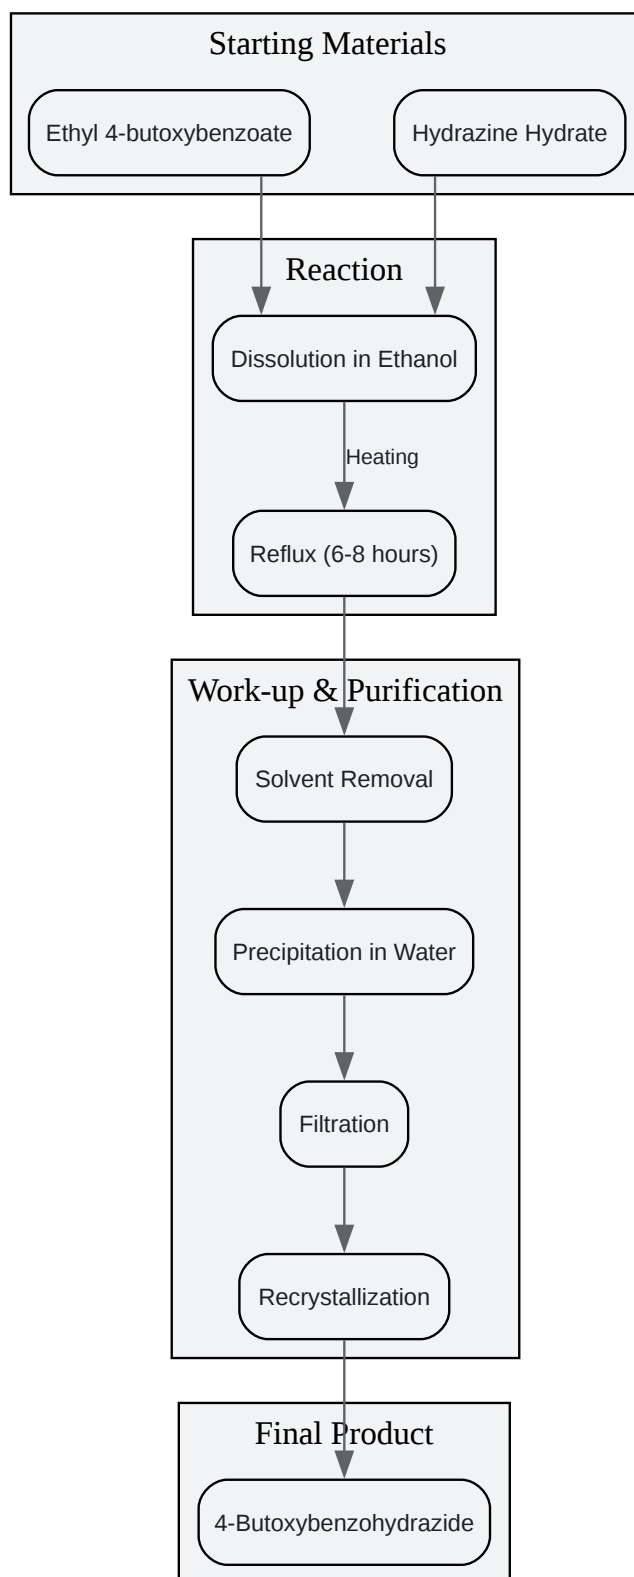 Starting Materials
Ethyl 4-butoxybenzoate
Hydrazine Hydrate
Reaction
Dissolution in Ethanol
Heating
Reflux (6-8 hours)
Work-up & Purification
Solvent Removal
Precipitation in Water
Filtration
Recrystallization
Final Product
4-Butoxybenzohydrazide